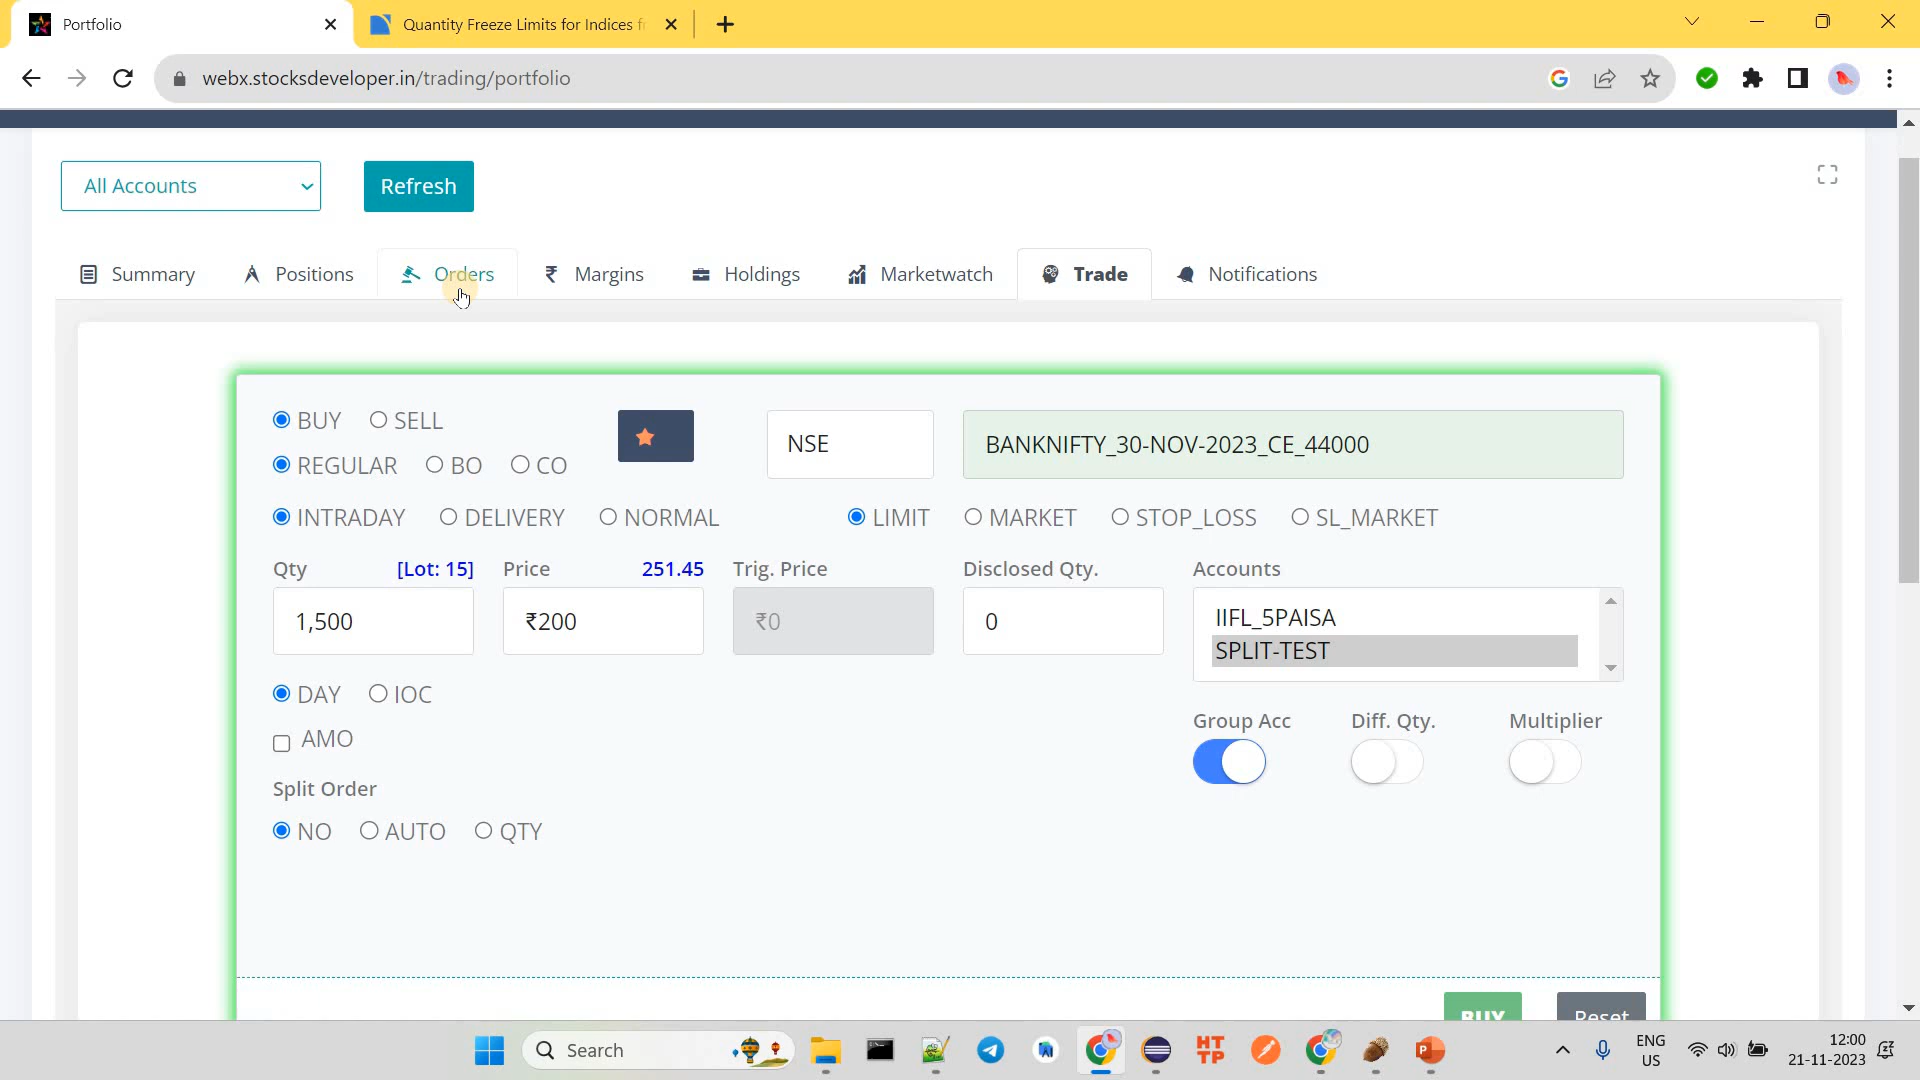 Portfolio
Quantity Freeze Limits for Indices f
webx.stocksdeveloper.in/trading/portfolio
All Accounts
Refresh
Summary
Positions
Orders
Margins
Holdings
Marketwatch
Trade
Notifications
BUY SELL
NSE
BANKNIFTY_30-NOV-2023_CE_44000
REGULAR BO CO
INTRADAY DELIVERY NORMAL
LIMIT MARKET STOP_LOSS SL_MARKET
Qty [Lot: 15] Price 251.45 Trig. Price Disclosed Qty. Accounts
1,500
₹200
₹0
0
IIFL_5PAISA
SPLIT-TEST
DAY IOC
Group Acc Diff. Qty. Multiplier
AMO
Split Order
NO AUTO QTY
BUY
Reset
Search
HT
TP
P
ENG
US
12:00
21-11-2023